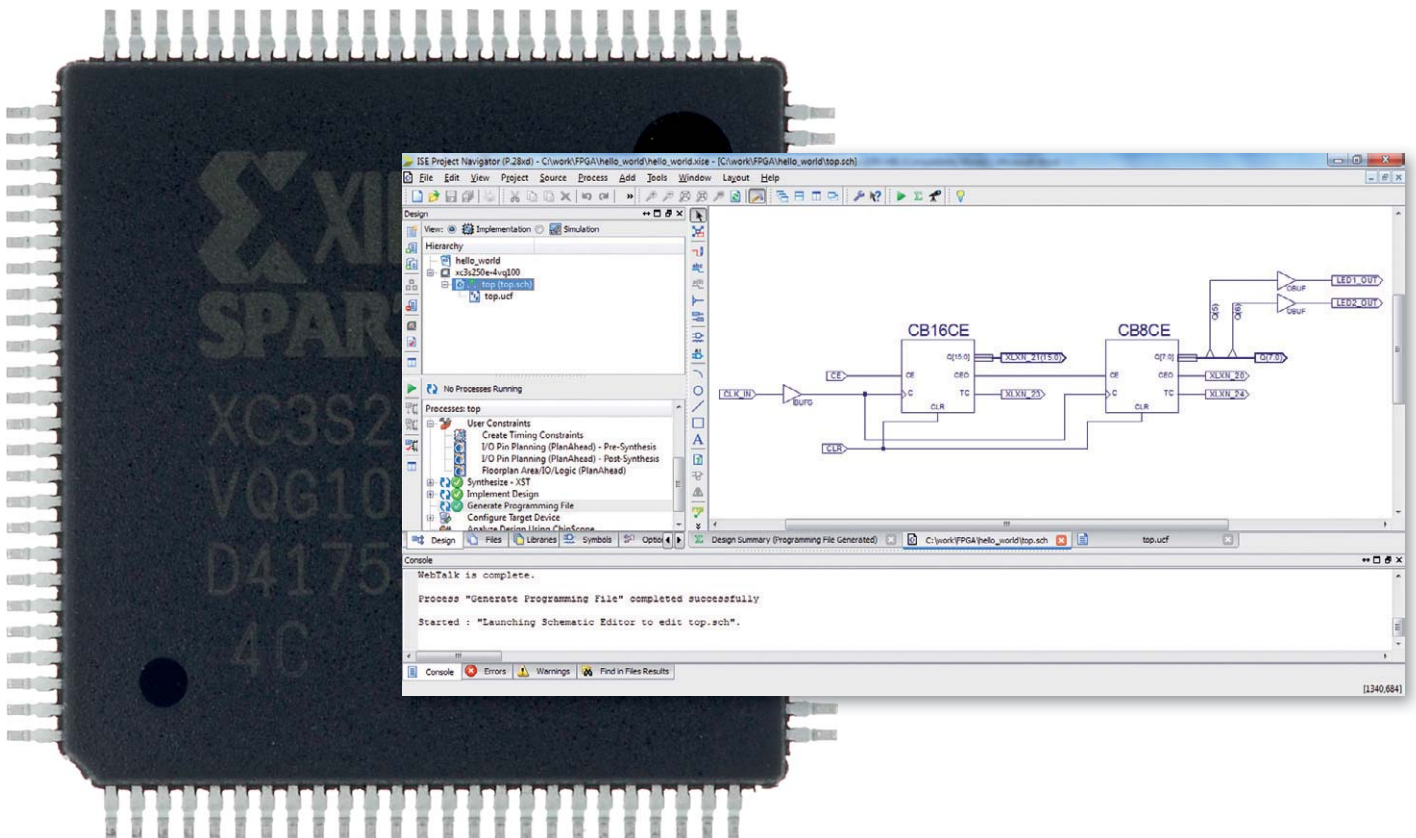 XI
SPAR
XC3S2
VQG10
D4175
4C
ISE Project Navigator (P.28xd) - C:\work\FPGA\hello_world\hello_world.xise - [C:\work\FPGA\hello_world\top.sch]
File Edit View Project Source Process Add Tools Window Layout Help
Design
View: Implementation Simulation
Hierarchy
hello_world
xc3s250e-4vq100
top (top.sch)
top.ucf
No Processes Running
Processes: top
User Constraints
Create Timing Constraints
I/O Pin Planning (PlanAhead) - Pre-Synthesis
I/O Pin Planning (PlanAhead) - Post-Synthesis
Floorplan Area/IO/Logic (PlanAhead)
Synthesize - XST
Implement Design
Generate Programming File
Configure Target Device
Analyze Design Using ChipScope
Design Files Libraries Symbols Optio
CLK_IN
IBUFG
CE
CLR
CB16CE
Q[15:0]
CE CEO
C TC
CLR
XLXN_21(15:0)
XLXN_23
CB8CE
Q[7:0]
CE CEO
C TC
CLR
Q(5)
Q(6)
OBUF
OBUF
LED1_OUT
LED2_OUT
Q(7:0)
XLXN_20
XLXN_24
Design Summary (Programming File Generated) C:\work\FPGA\hello_world\top.sch top.ucf
Console
WebTalk is complete.
Process "Generate Programming File" completed successfully
Started : "Launching Schematic Editor to edit top.sch".
Console Errors Warnings Find in Files Results
[1340,684]